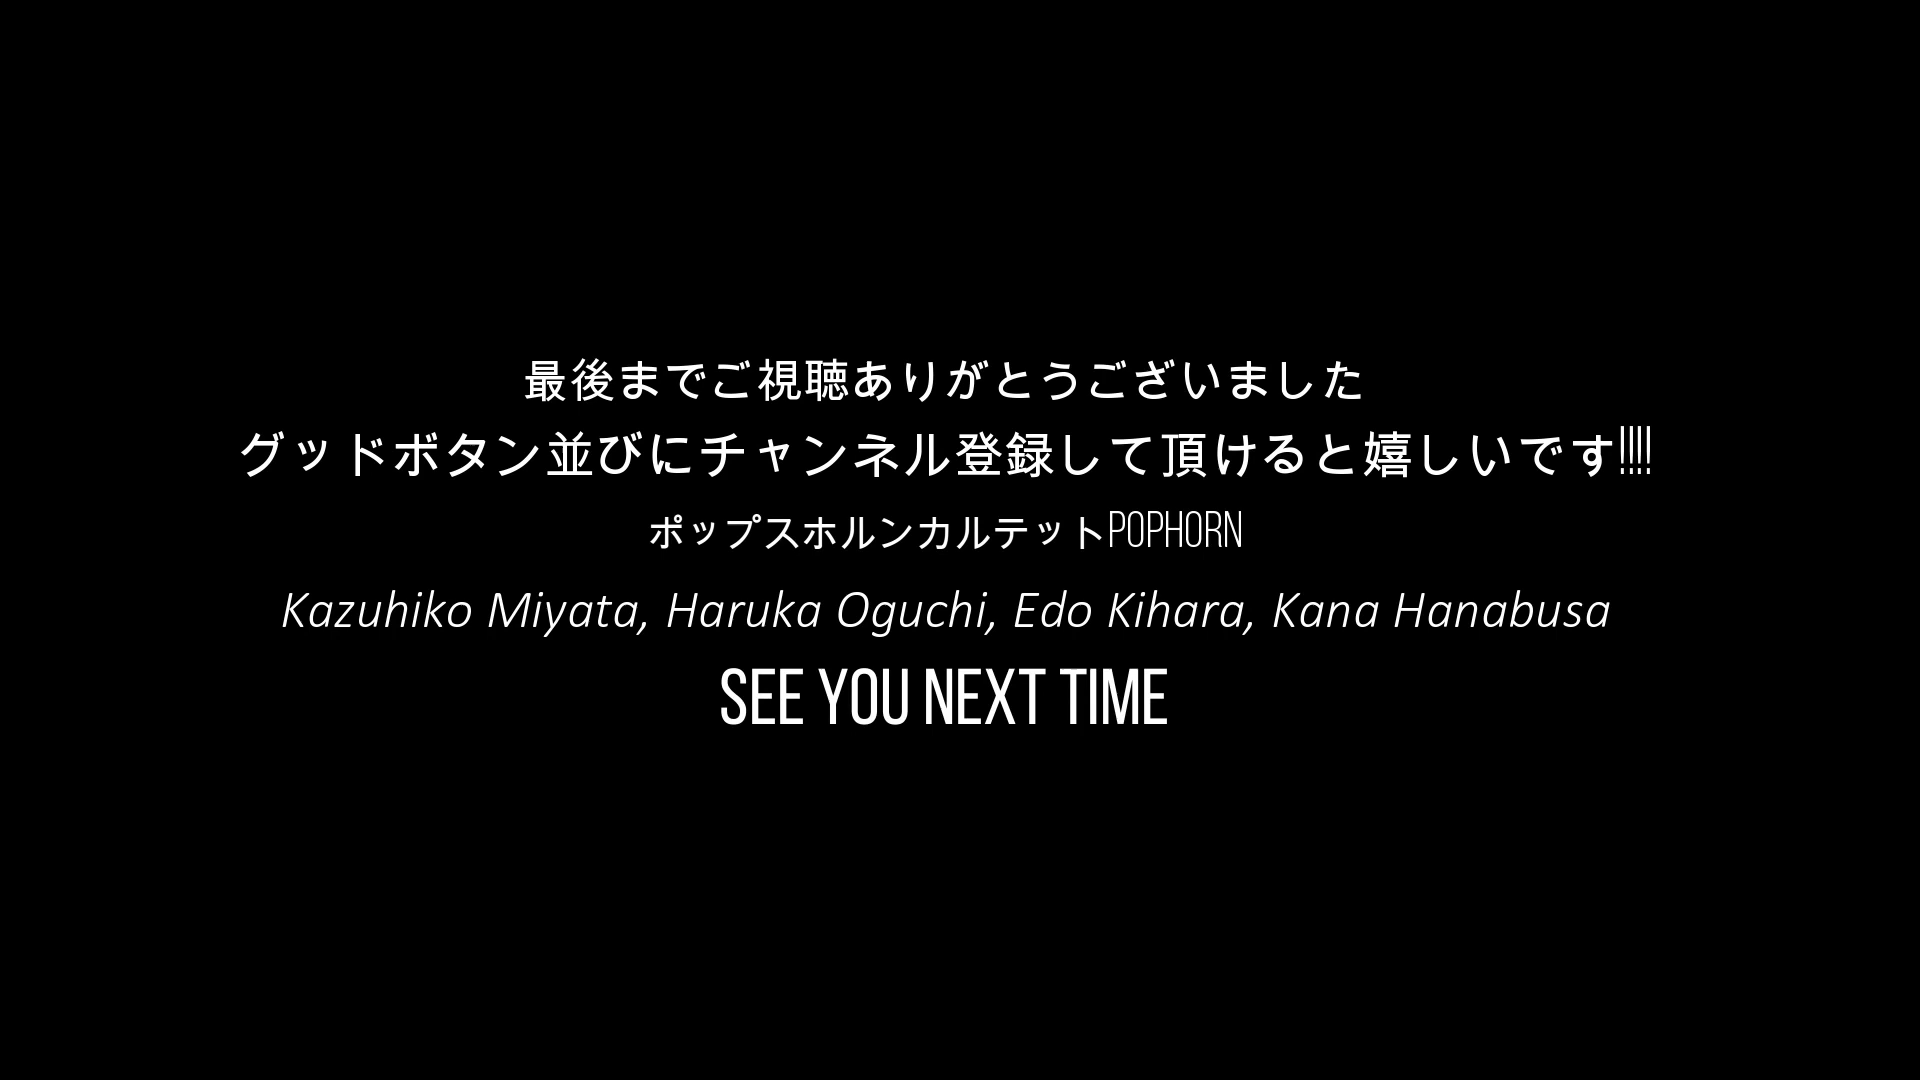 最後までご視聴ありがとうございました
グッドボタン並びにチャンネル登録して頂けると嬉しいです!!!!
ポップスホルンカルテットPOPHORN
Kazuhiko Miyata, Haruka Oguchi, Edo Kihara, Kana Hanabusa
SEE YOU NEXT TIME